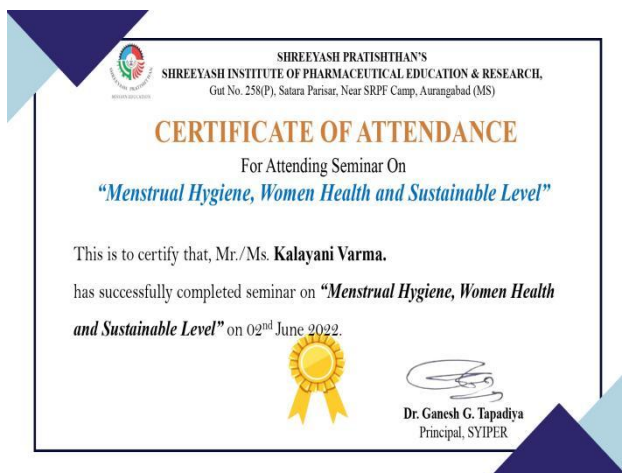 SHREEYASH PRATISHTHAN'S
SHREEYASH INSTITUTE OF PHARMACEUTICAL EDUCATION & RESEARCH,
Gut No. 258(P), Satara Parisar, Near SRPF Camp, Aurangabad (MS)
CERTIFICATE OF ATTENDANCE
For Attending Seminar On
"Menstrual Hygiene, Women Health and Sustainable Level"
This is to certify that, Mr./Ms. Kalayani Varma.
has successfully completed seminar on "Menstrual Hygiene, Women Health
and Sustainable Level" on 02nd June 2022.
Dr. Ganesh G. Tapadiya
Principal, SYIPER